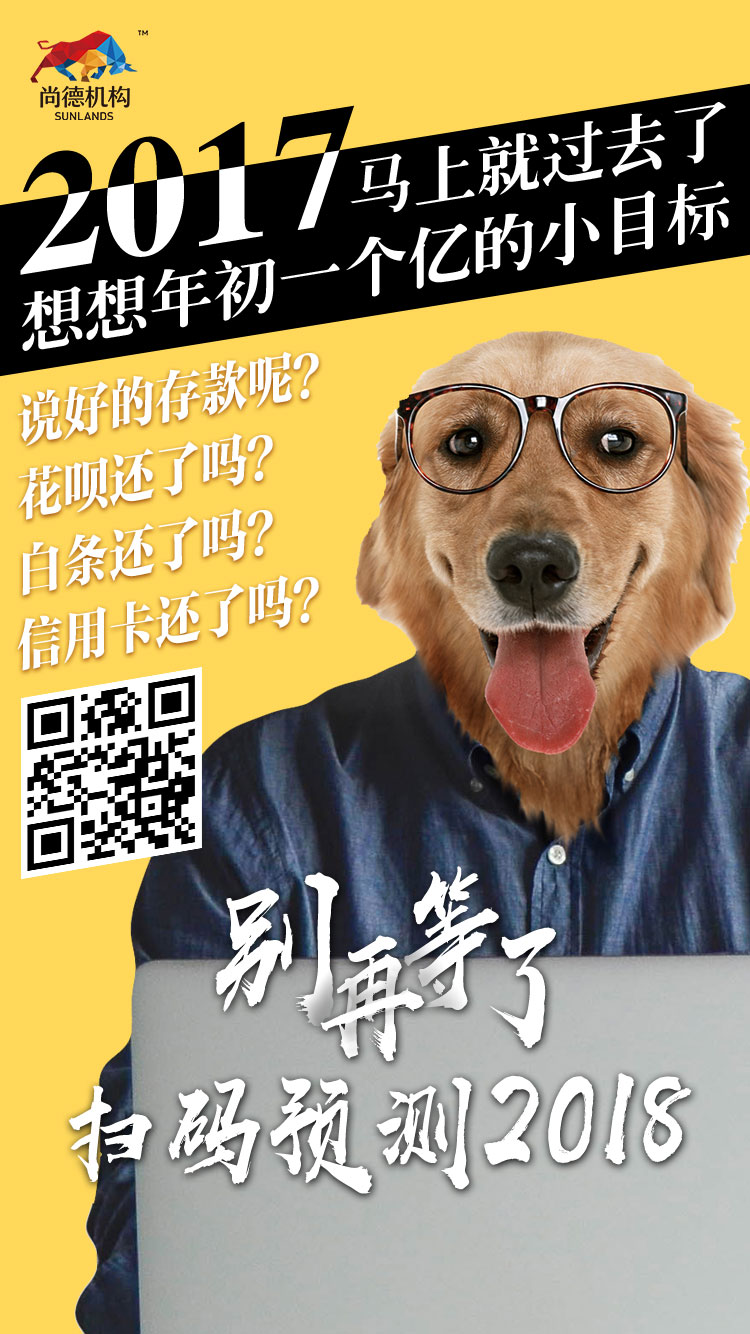 尚德机构
TM
SUNLANDS
2017马上就过去了
想想年初一个亿的小目标
说好的存款呢?
花呗还了吗?
白条还了吗?
信用卡还了吗?
别再等了
扫码预测2018